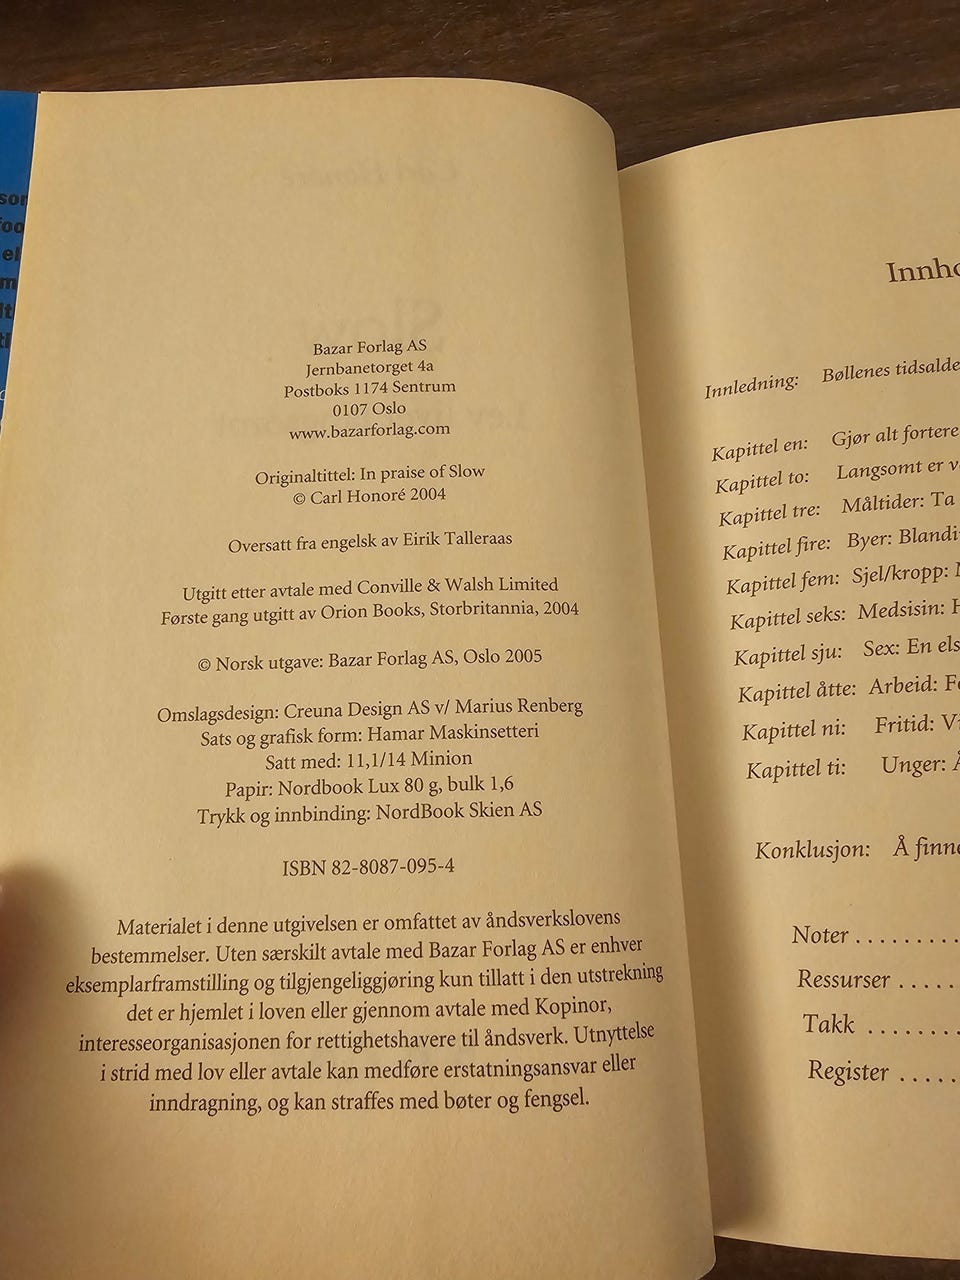 Bazar Forlag AS
Jernbanetorget 4a
Postboks 1174 Sentrum
0107 Oslo
www.bazarforlag.com
Originaltittel: In praise of Slow
© Carl Honoré 2004
Oversatt fra engelsk av Eirik Talleraas
Utgitt etter avtale med Conville & Walsh Limited
Første gang utgitt av Orion Books, Storbritannia, 2004
© Norsk utgave: Bazar Forlag AS, Oslo 2005
Omslagsdesign: Creuna Design AS v/ Marius Renberg
Sats og grafisk form: Hamar Maskinsetteri
Satt med: 11,1/14 Minion
Papir: Nordbook Lux 80 g, bulk 1,6
Trykk og innbinding: NordBook Skien AS
ISBN 82-8087-095-4
Materialet i denne utgivelsen er omfattet av åndsverkslovens
bestemmelser. Uten særskilt avtale med Bazar Forlag AS er enhver
eksemplarframstilling og tilgjengeliggjøring kun tillatt i den utstrekning
det er hjemlet i loven eller gjennom avtale med Kopinor,
interesseorganisasjonen for rettighetshavere til åndsverk. Utnyttelse
i strid med lov eller avtale kan medføre erstatningsansvar eller
inndragning, og kan straffes med bøter og fengsel.
Innho
Innledning: Bøllenes tidsalde
Kapittel en: Gjør alt fortere
Kapittel to: Langsomt er v
Kapittel tre: Måltider: Ta
Kapittel fire: Byer: Blandi
Kapittel fem: Sjel/kropp:
Kapittel seks: Medsisin: H
Kapittel sju: Sex: En els
Kapittel åtte: Arbeid: Fo
Kapittel ni: Fritid: Vi
Kapittel ti: Unger: Å
Konklusjon: Å finne
Noter . . . . . . . . .
Ressurser . . . . . .
Takk . . . . . . . .
Register . . . . .